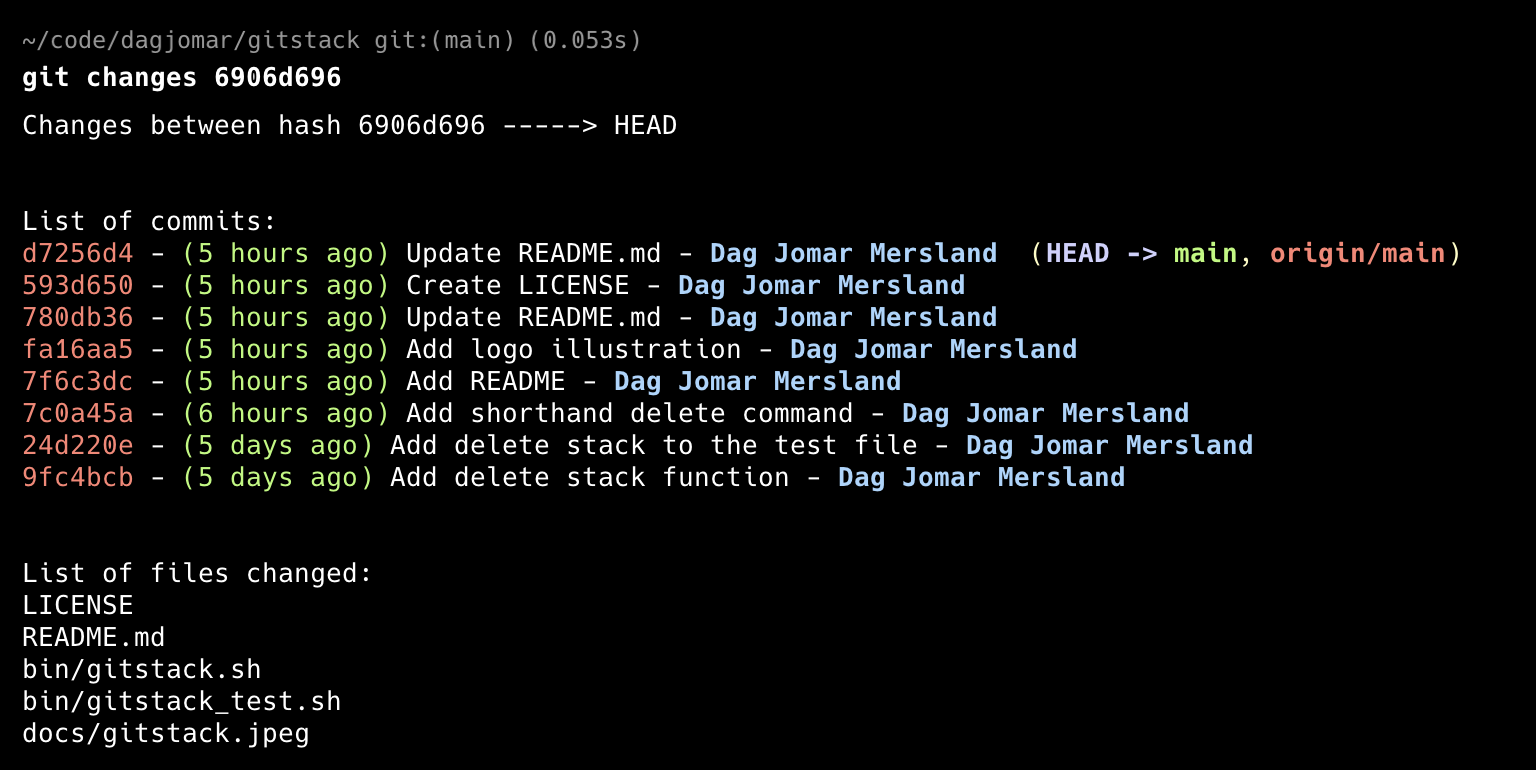 ~/code/dagjomar/gitstack git:(main) (0.053s)
git changes 6906d696
Changes between hash 6906d696 -----> HEAD
List of commits:
d7256d4 - (5 hours ago) Update README.md - Dag Jomar Mersland  (HEAD -> main, origin/main)
593d650 - (5 hours ago) Create LICENSE - Dag Jomar Mersland
780db36 - (5 hours ago) Update README.md - Dag Jomar Mersland
fa16aa5 - (5 hours ago) Add logo illustration - Dag Jomar Mersland
7f6c3dc - (5 hours ago) Add README - Dag Jomar Mersland
7c0a45a - (6 hours ago) Add shorthand delete command - Dag Jomar Mersland
24d220e - (5 days ago) Add delete stack to the test file - Dag Jomar Mersland
9fc4bcb - (5 days ago) Add delete stack function - Dag Jomar Mersland
List of files changed:
LICENSE
README.md
bin/gitstack.sh
bin/gitstack_test.sh
docs/gitstack.jpeg